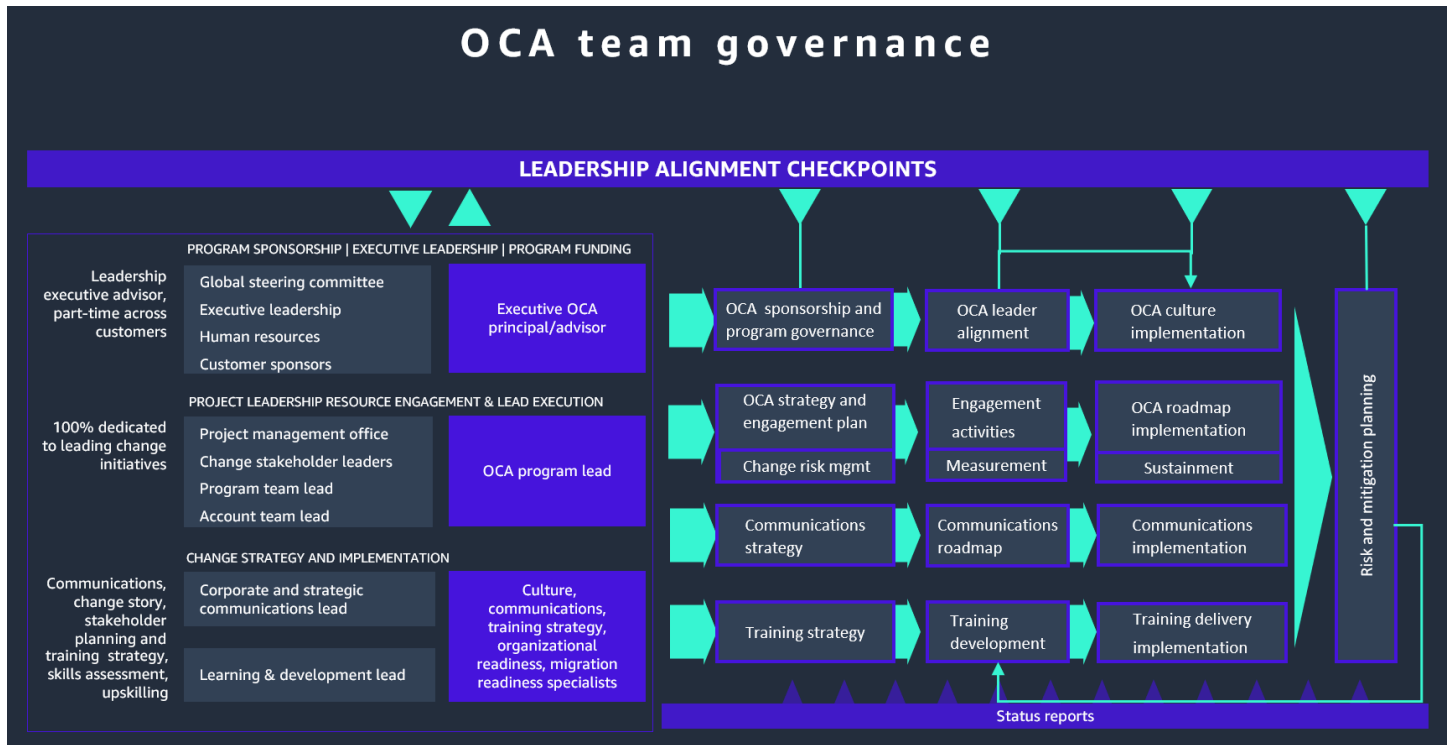 OCA team governance
LEADERSHIP ALIGNMENT CHECKPOINTS
PROGRAM SPONSORSHIP | EXECUTIVE LEADERSHIP | PROGRAM FUNDING
Leadership
executive advisor,
part-time across
customers
Global steering committee
Executive leadership
Human resources
Customer sponsors
Executive OCA
principal/advisor
PROJECT LEADERSHIP RESOURCE ENGAGEMENT & LEAD EXECUTION
100% dedicated
to leading change
initiatives
Project management office
Change stakeholder leaders
Program team lead
Account team lead
OCA program lead
CHANGE STRATEGY AND IMPLEMENTATION
Communications,
change story,
stakeholder
planning and
training strategy,
skills assessment,
upskilling
Corporate and strategic
communications lead
Learning & development lead
Culture,
communications,
training strategy,
organizational
readiness, migration
readiness specialists
OCA sponsorship and
program governance
OCA leader
alignment
OCA culture
implementation
OCA strategy and
engagement plan
Change risk mgmt
Engagement
activities
Measurement
OCA roadmap
implementation
Sustainment
Communications
strategy
Communications
roadmap
Communications
implementation
Training strategy
Training
development
Training delivery
implementation
Risk and mitigation planning
Status reports